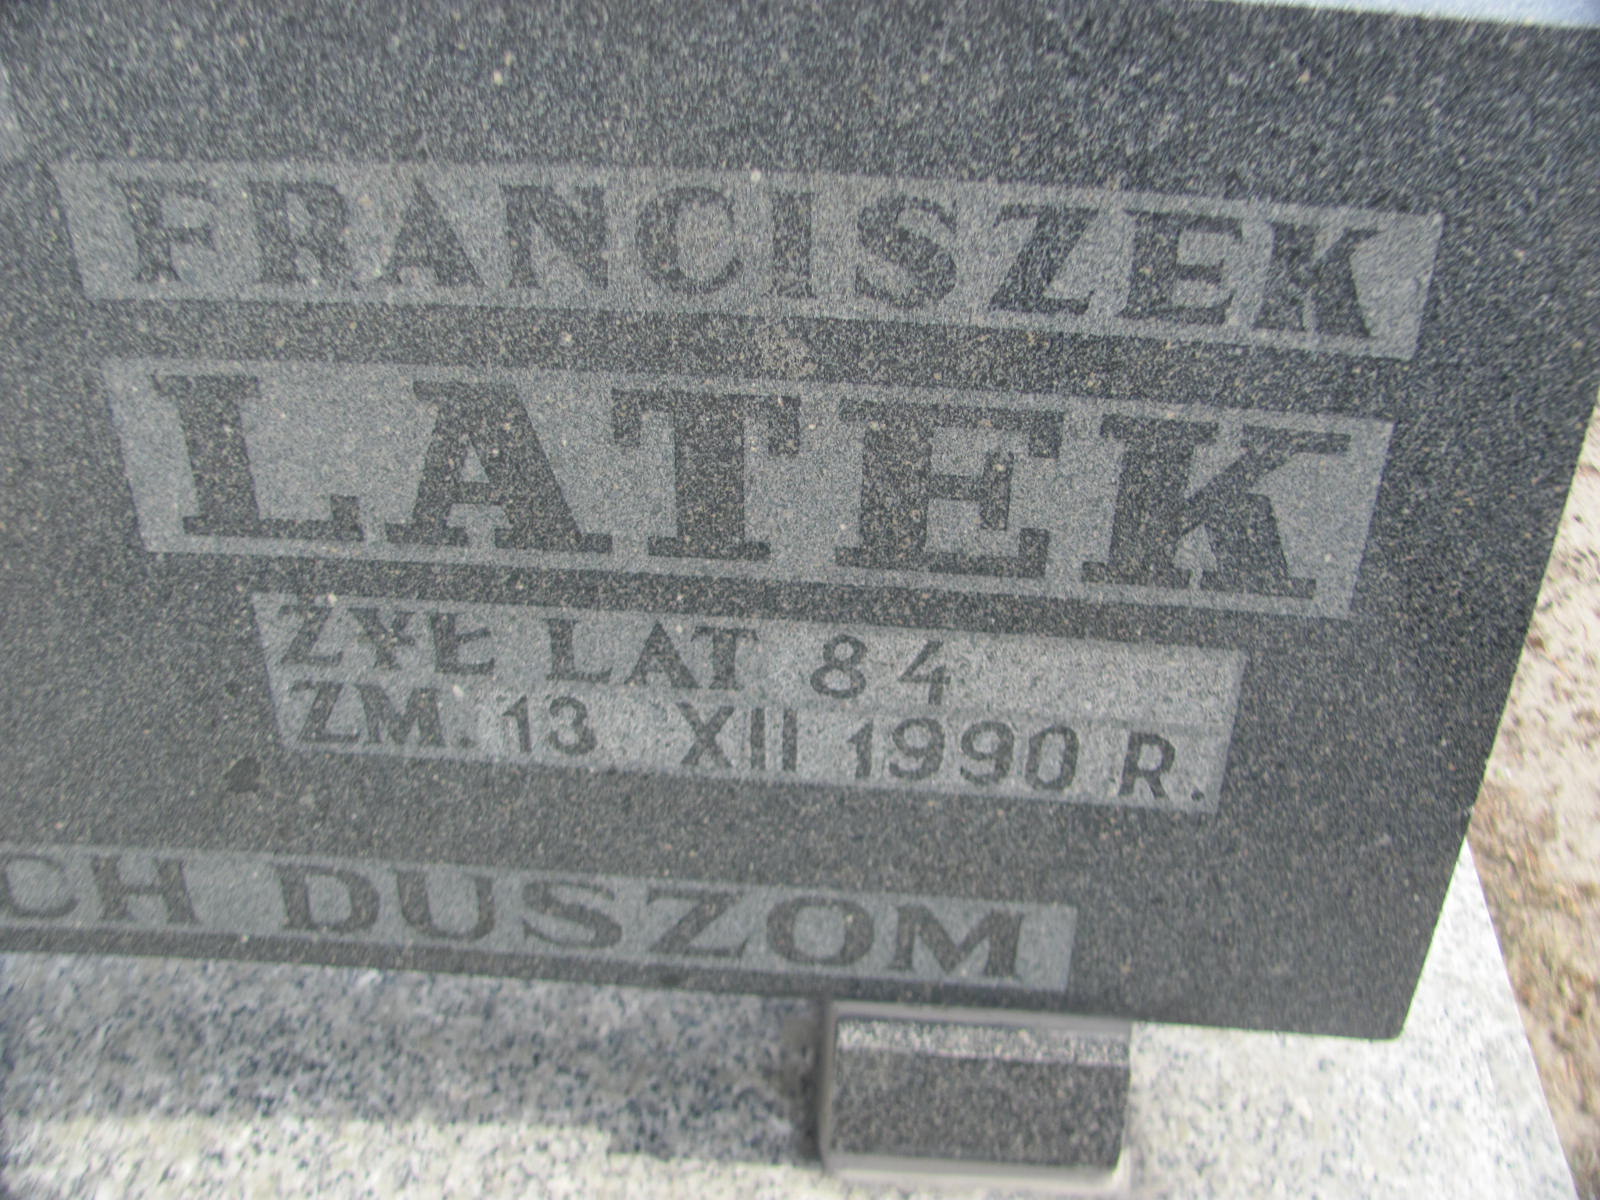 FRANCISZEK
LATEK
ŻYŁ LAT 84
ZM. 13 XII 1990 R.
CH DUSZOM